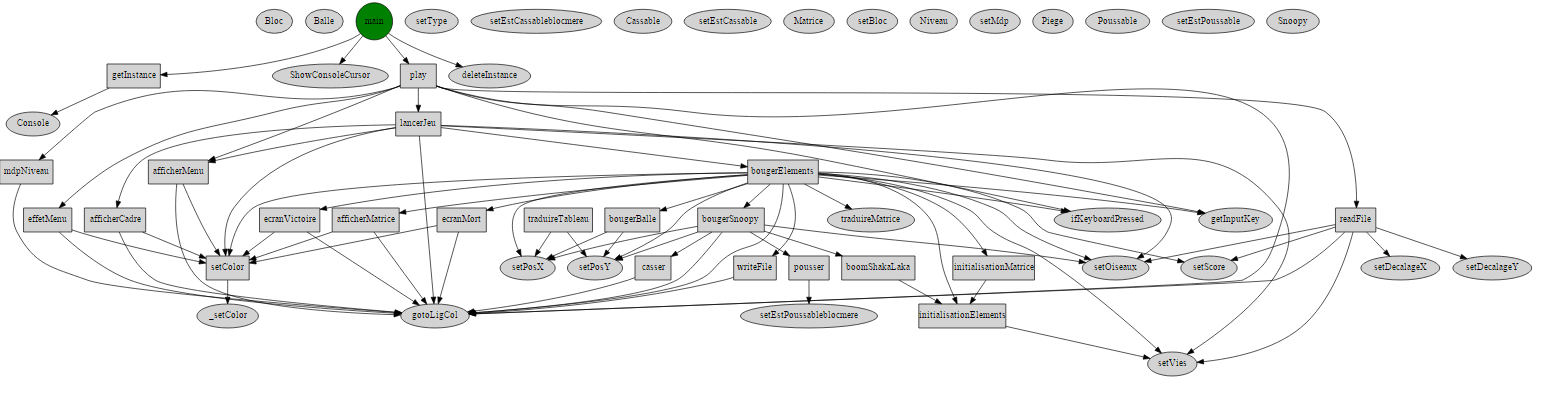 Bloc Balle main setType setEstCassableblocmere Cassable setEstCassable Matrice setBloc Niveau setMdp Piege Poussable setEstPoussable Snoopy
getInstance ShowConsoleCursor play deleteInstance
Console lancerJeu
mdpNiveau afficherMenu bougerElements
effetMenu afficherCadre ecranVictoire afficherMatrice ecranMort traduireTableau bougerBalle bougerSnoopy traduireMatrice ifKeyboardPressed getInputKey readFile
setColor setPosX setPosY casser writeFile pousser boomShakaLaka initialisationMatrice setOiseaux setScore setDecalageX setDecalageY
_setColor gotoLigCol setEstPoussableblocmere initialisationElements
setVies